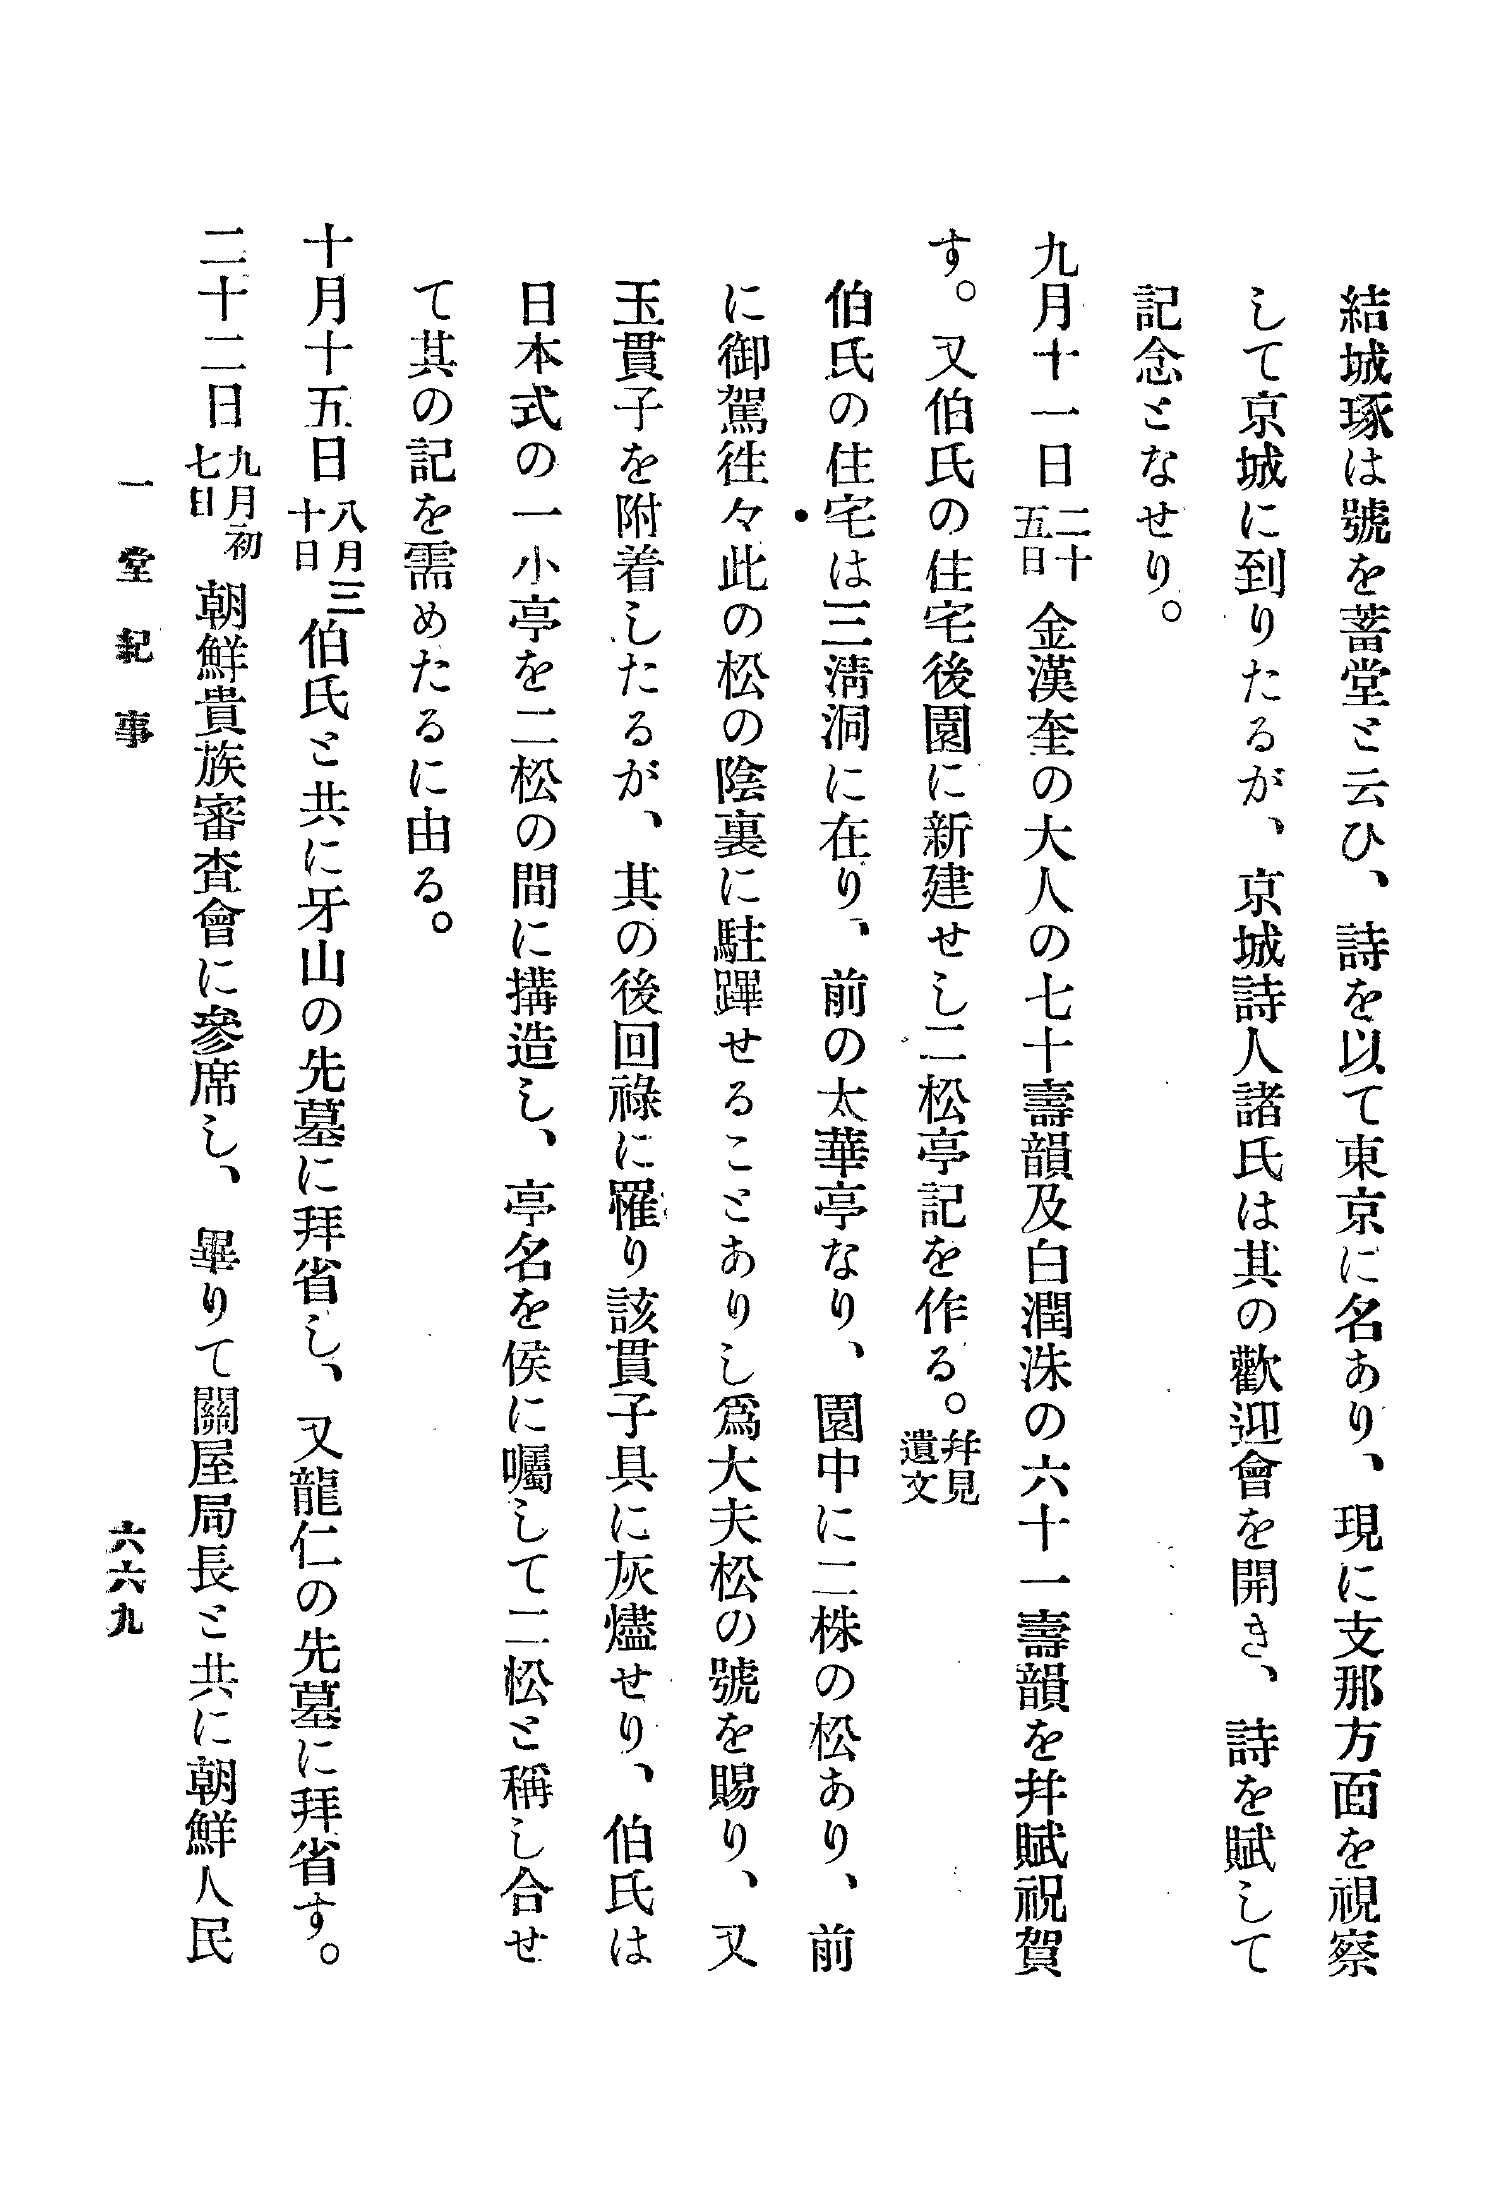 結城琢は號を蓄堂と云ひ、詩を以て東京に名あり、現に支那方面を視察
して京城に到りたるが、京城詩人諸氏は其の歡迎會を開き、詩を賦して
記念となせり。
九月十一日二十五日金漢奎の大人の七十壽韻及白潤洙の六十一壽韻を幷賦祝賀
す。又伯氏の住宅後園に新建せし二松亭記を作る。幷見遺文
伯氏の住宅は三淸洞に在り、前の太華亭なり、園中に二株の松あり、前
に御駕徃々此の松の陰裏に駐蹕せることありし爲大夫松の號を賜り、又
玉貫子を附着したるが、其の後回祿に罹り該貫子具に灰燼せり、伯氏は
日本式の一小亭を二松の間に搆造し、亭名を侯に囑して二松と稱し合せ
て其の記を需めたるに由る。
十月十五日八月三十日伯氏と共に牙山の先墓に拜省し、又龍仁の先墓に拜省す。
二十二日九月初七日朝鮮貴族審査會に參席し、畢りて關屋局長と共に朝鮮人民
一堂紀事
六六九